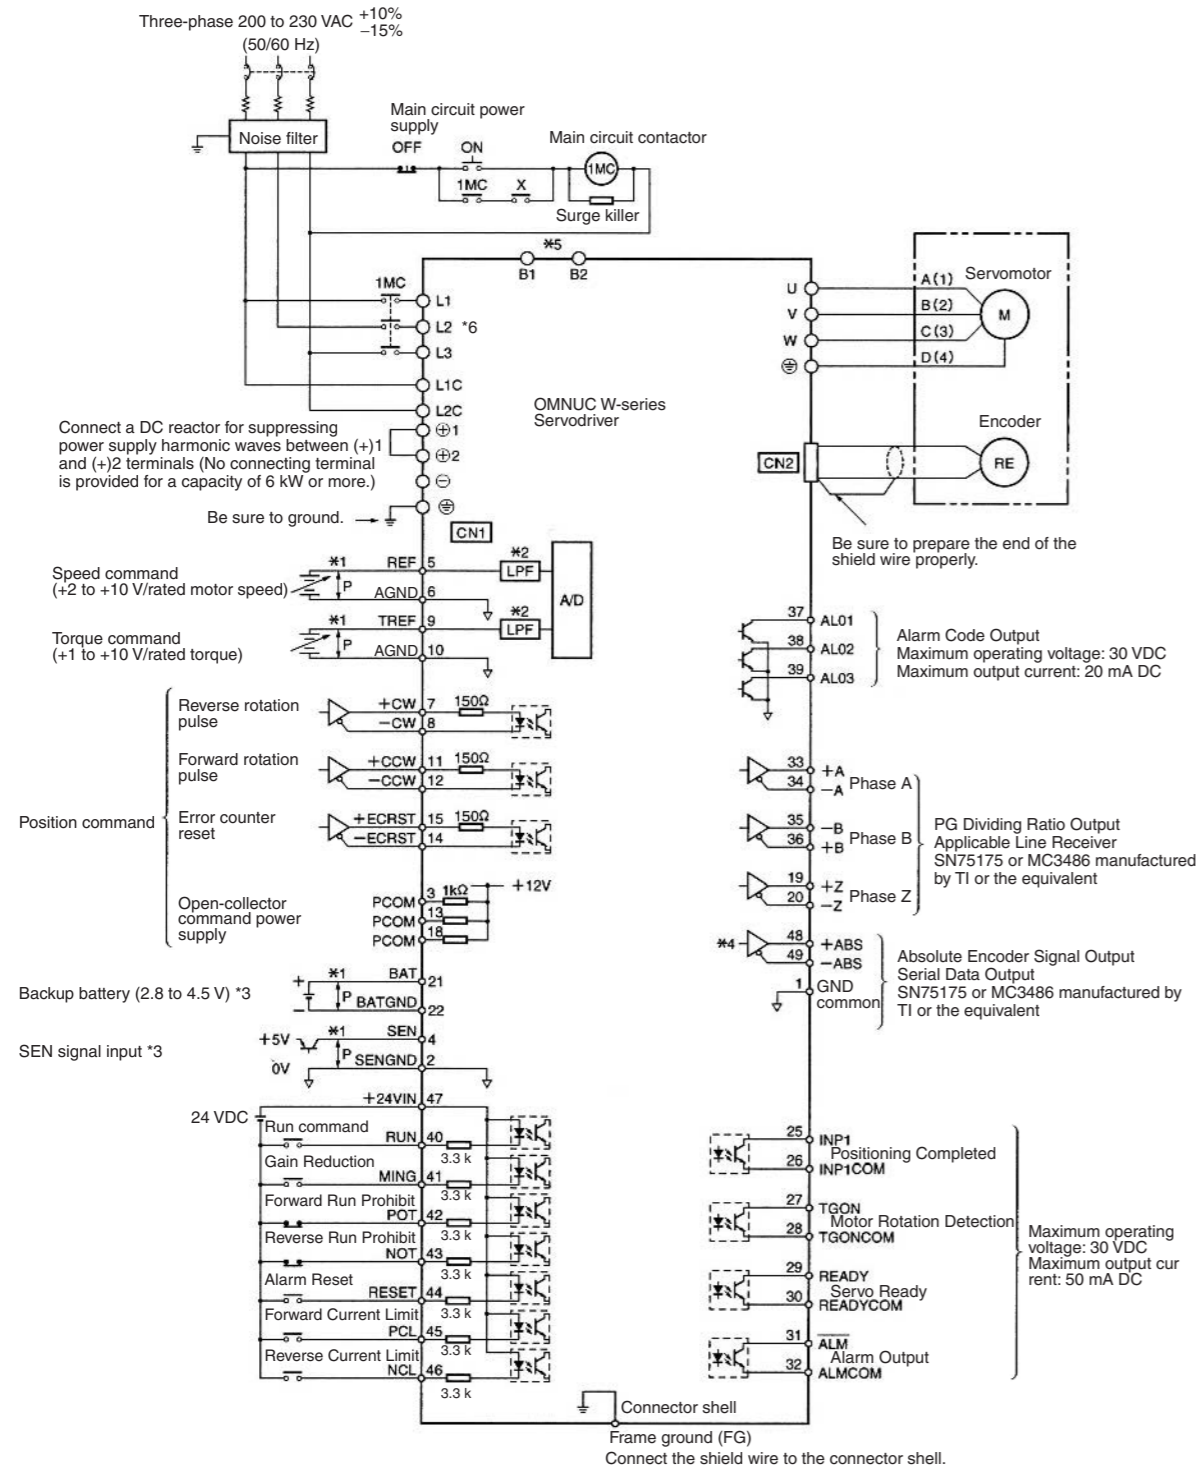 Three-phase 200 to 230 VAC +10%
−15%
(50/60 Hz)
Noise filter
Main circuit power
supply
OFF
ON
Main circuit contactor
1MC
1MC
X
Surge killer
*5
B1
B2
1MC
L1
L2 *6
L3
L1C
L2C
⊕1
⊕2
⊖
Connect a DC reactor for suppressing
power supply harmonic waves between (+)1
and (+)2 terminals (No connecting terminal
is provided for a capacity of 6 kW or more.)
Be sure to ground.
OMNUC W-series
Servodriver
U
V
W
A(1)
B(2)
C(3)
D(4)
Servomotor
M
Encoder
RE
CN2
Be sure to prepare the end of the
shield wire properly.
CN1
Speed command
(+2 to +10 V/rated motor speed)
*1
P
REF 5
AGND 6
*2
LPF
A/D
Torque command
(+1 to +10 V/rated torque)
*1
P
TREF 9
AGND 10
*2
LPF
Position command
Reverse rotation
pulse
+CW 7 150Ω
−CW 8
Forward rotation
pulse
+CCW 11 150Ω
−CCW 12
Error counter
reset
+ECRST 15 150Ω
−ECRST 14
Open-collector
command power
supply
PCOM 3 1kΩ
+12V
PCOM 13
PCOM 18
Backup battery (2.8 to 4.5 V) *3
+
−
*1
P
BAT 21
BATGND 22
SEN signal input *3
+5V
0V
*1
P
SEN 4
SENGND 2
24 VDC
+24VIN 47
Run command
RUN 40
3.3 k
Gain Reduction
MING 41
3.3 k
Forward Run Prohibit
POT 42
3.3 k
Reverse Run Prohibit
NOT 43
3.3 k
Alarm Reset
RESET 44
3.3 k
Forward Current Limit
PCL 45
3.3 k
Reverse Current Limit
NCL 46
3.3 k
37 AL01
38 AL02
39 AL03
Alarm Code Output
Maximum operating voltage: 30 VDC
Maximum output current: 20 mA DC
33 +A
34 −A
Phase A
35 −B
36 +B
Phase B
19 +Z
20 −Z
Phase Z
PG Dividing Ratio Output
Applicable Line Receiver
SN75175 or MC3486 manufactured
by TI or the equivalent
*4
48 +ABS
49 −ABS
1 GND
common
Absolute Encoder Signal Output
Serial Data Output
SN75175 or MC3486 manufactured by
TI or the equivalent
25 INP1
Positioning Completed
26 INP1COM
27 TGON
Motor Rotation Detection
28 TGONCOM
29 READY
Servo Ready
30 READYCOM
31 ALM
Alarm Output
32 ALMCOM
Maximum operating
voltage: 30 VDC
Maximum output cur
rent: 50 mA DC
Connector shell
Frame ground (FG)
Connect the shield wire to the connector shell.